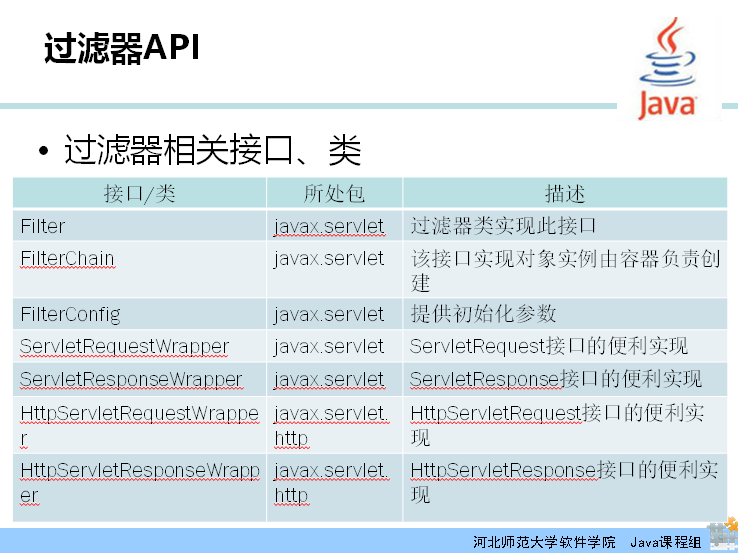 过滤器API
Java
• 过滤器相关接口、类
接口/类 所处包 描述
Filter javax.servlet 过滤器类实现此接口
FilterChain javax.servlet 该接口实现对象实例由容器负责创
建
FilterConfig javax.servlet 提供初始化参数
ServletRequestWrapper javax.servlet ServletRequest接口的便利实现
ServletResponseWrapper javax.servlet ServletResponse接口的便利实现
HttpServletRequestWrappe javax.servlet. HttpServletRequest接口的便利实
r http 现
HttpServletResponseWrapp javax.servlet. HttpServletResponse接口的便利实
er http 现
河北师范大学软件学院 Java课程组